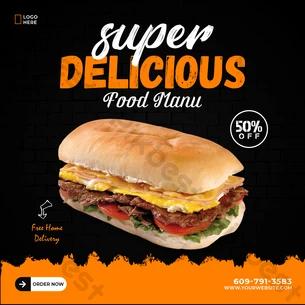 LOGO
HERE
super
DELICIOUS
Food Manu
50%
OFF
Free Home
Delivery
ORDER NOW
609-791-3583
WWW.YOURWEBSITE.COM